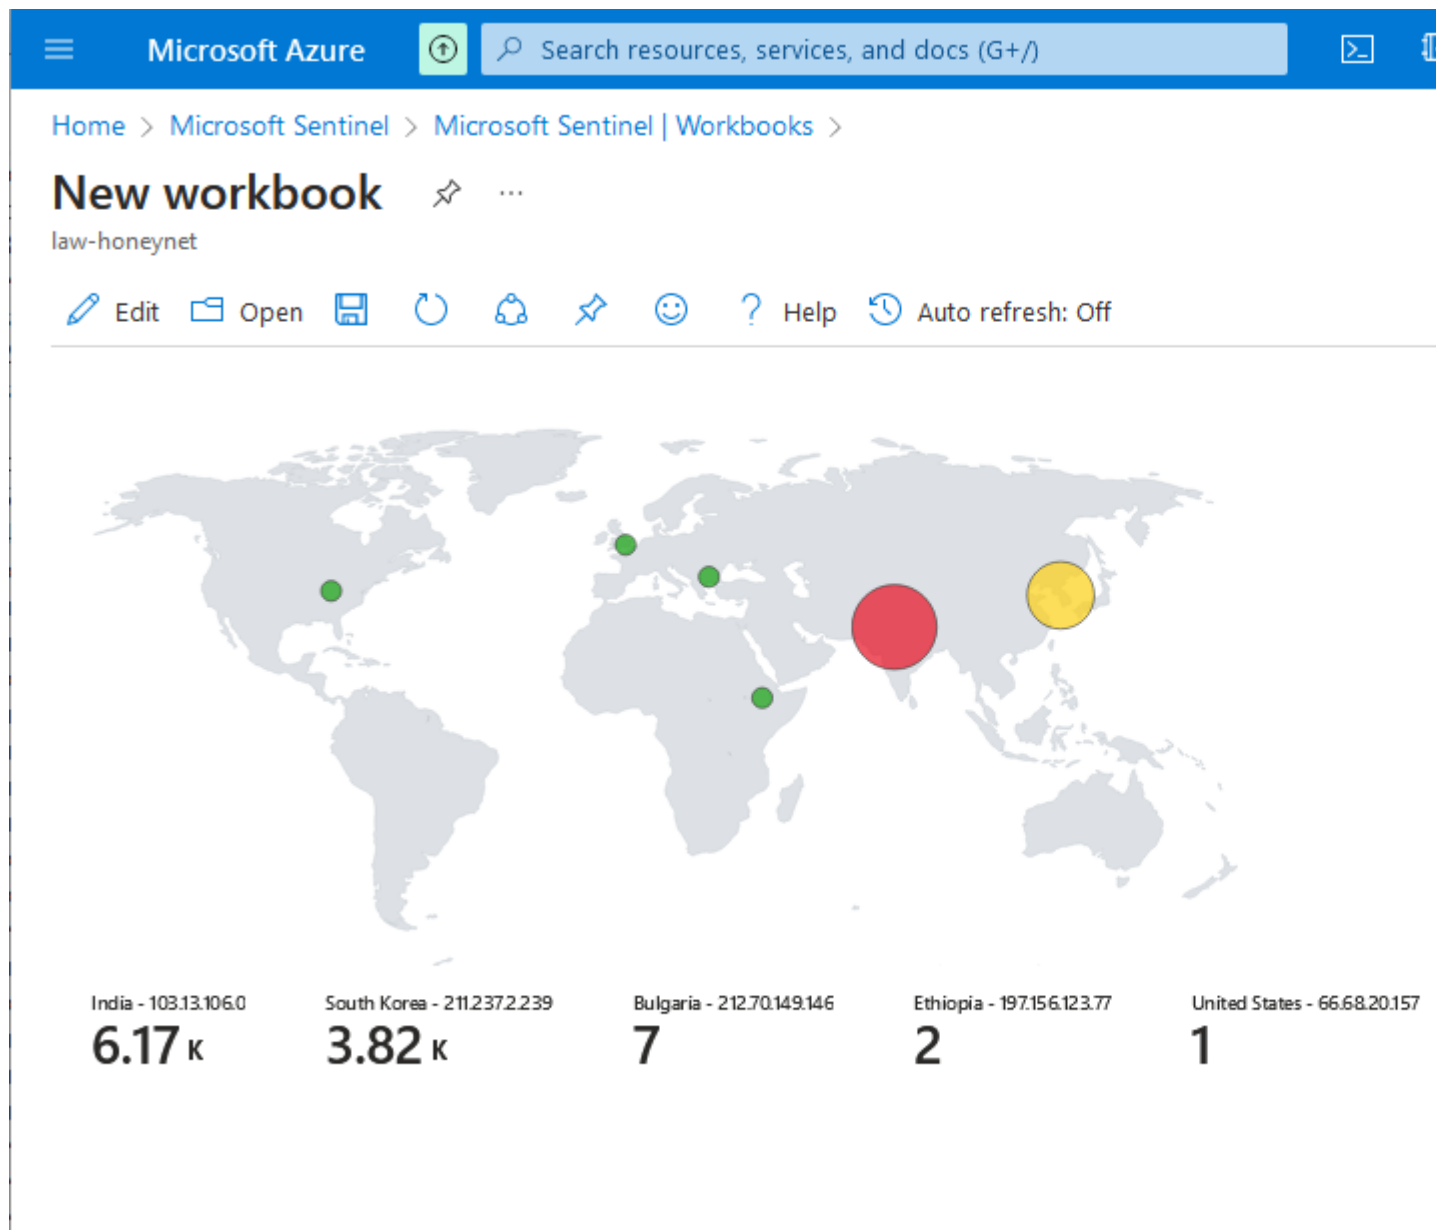 Microsoft Azure
Search resources, services, and docs (G+/)
Home > Microsoft Sentinel > Microsoft Sentinel | Workbooks >
New workbook ...
law-honeynet
Edit Open ? Help Auto refresh: Off
India - 103.13.106.0
6.17 K
South Korea - 211.237.2.239
3.82 K
Bulgaria - 212.70.149.146
7
Ethiopia - 197.156.123.77
2
United States - 66.68.20.157
1